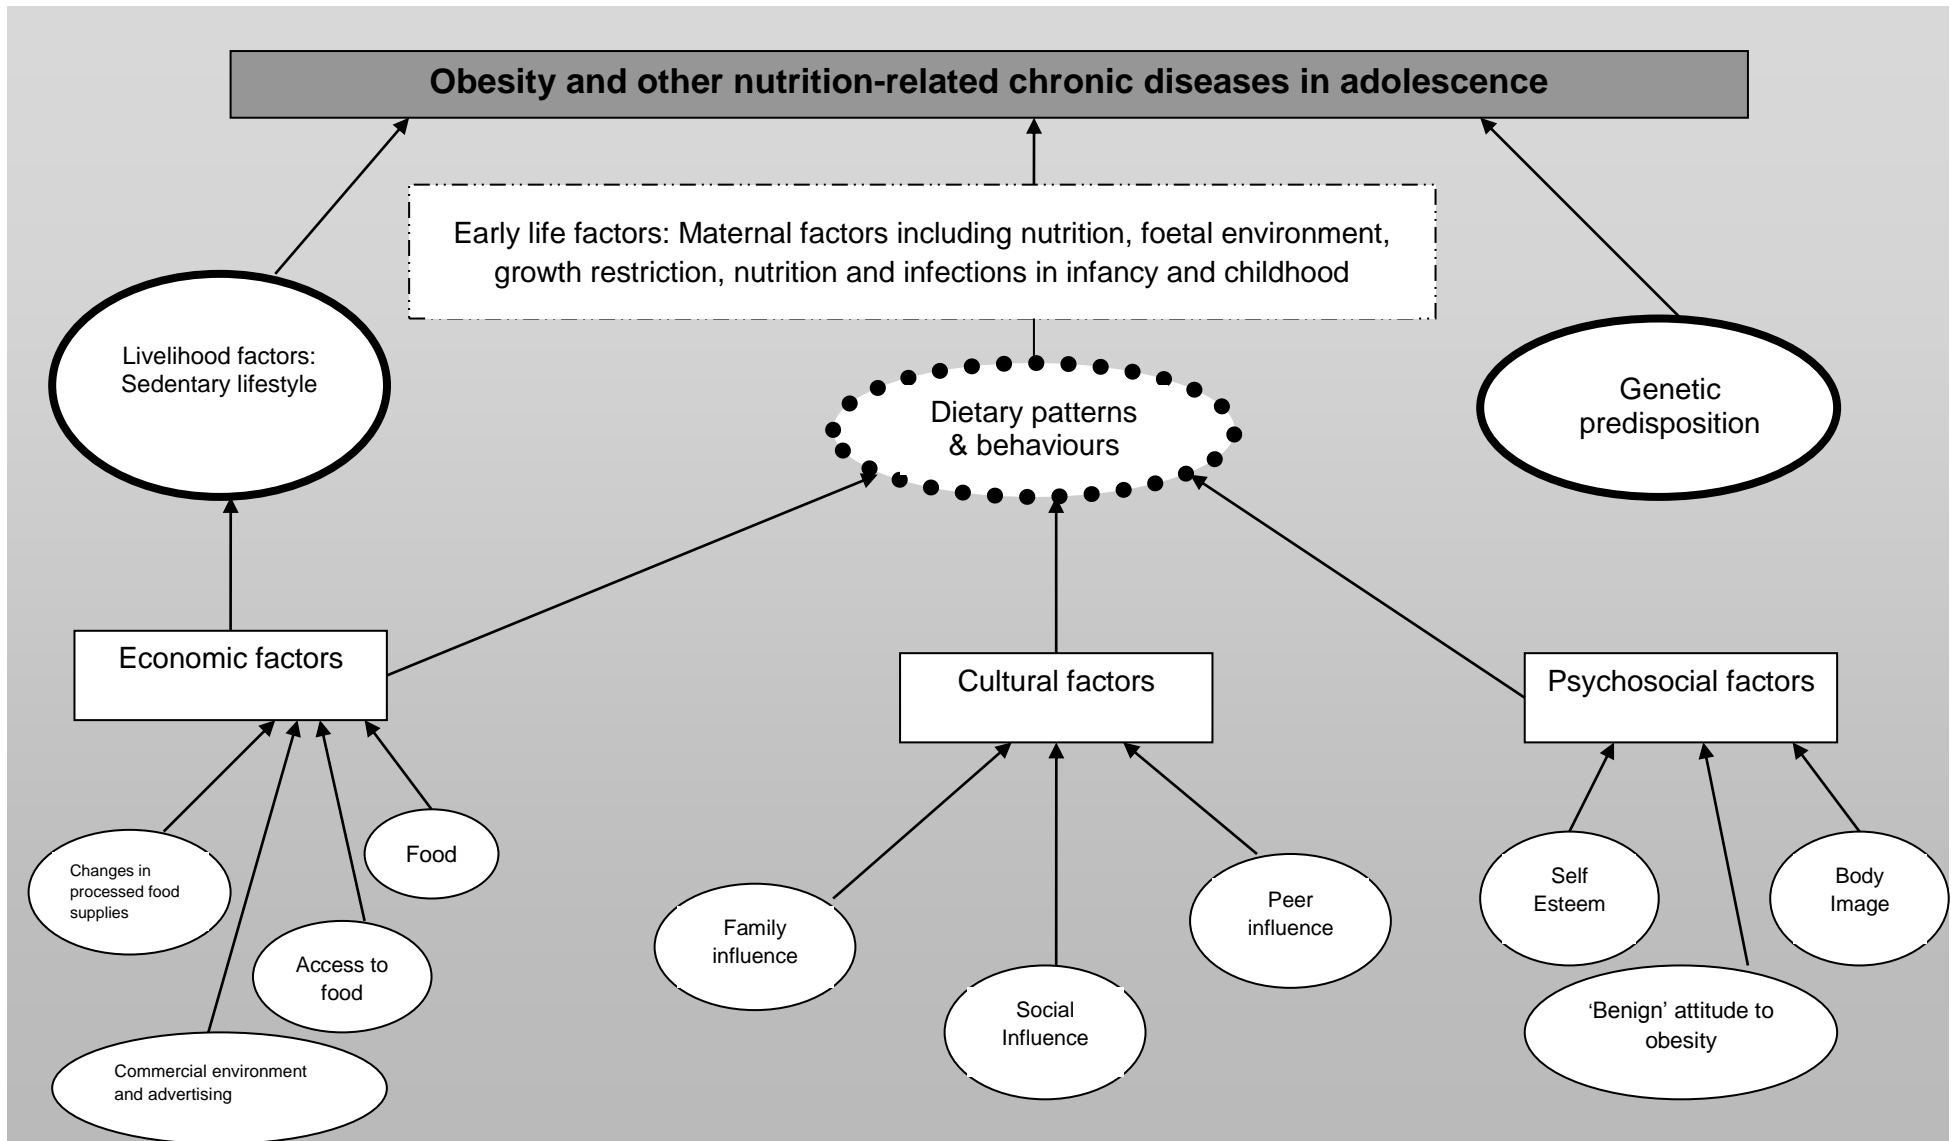 Obesity and other nutrition-related chronic diseases in adolescence
Early life factors: Maternal factors including nutrition, foetal environment,
growth restriction, nutrition and infections in infancy and childhood
Livelihood factors:
Sedentary lifestyle
Dietary patterns
& behaviours
Genetic
predisposition
Economic factors
Cultural factors
Psychosocial factors
Changes in
processed food
supplies
Food
Access to
food
Commercial environment
and advertising
Family
influence
Social
Influence
Peer
influence
Self
Esteem
‘Benign’ attitude to
obesity
Body
Image